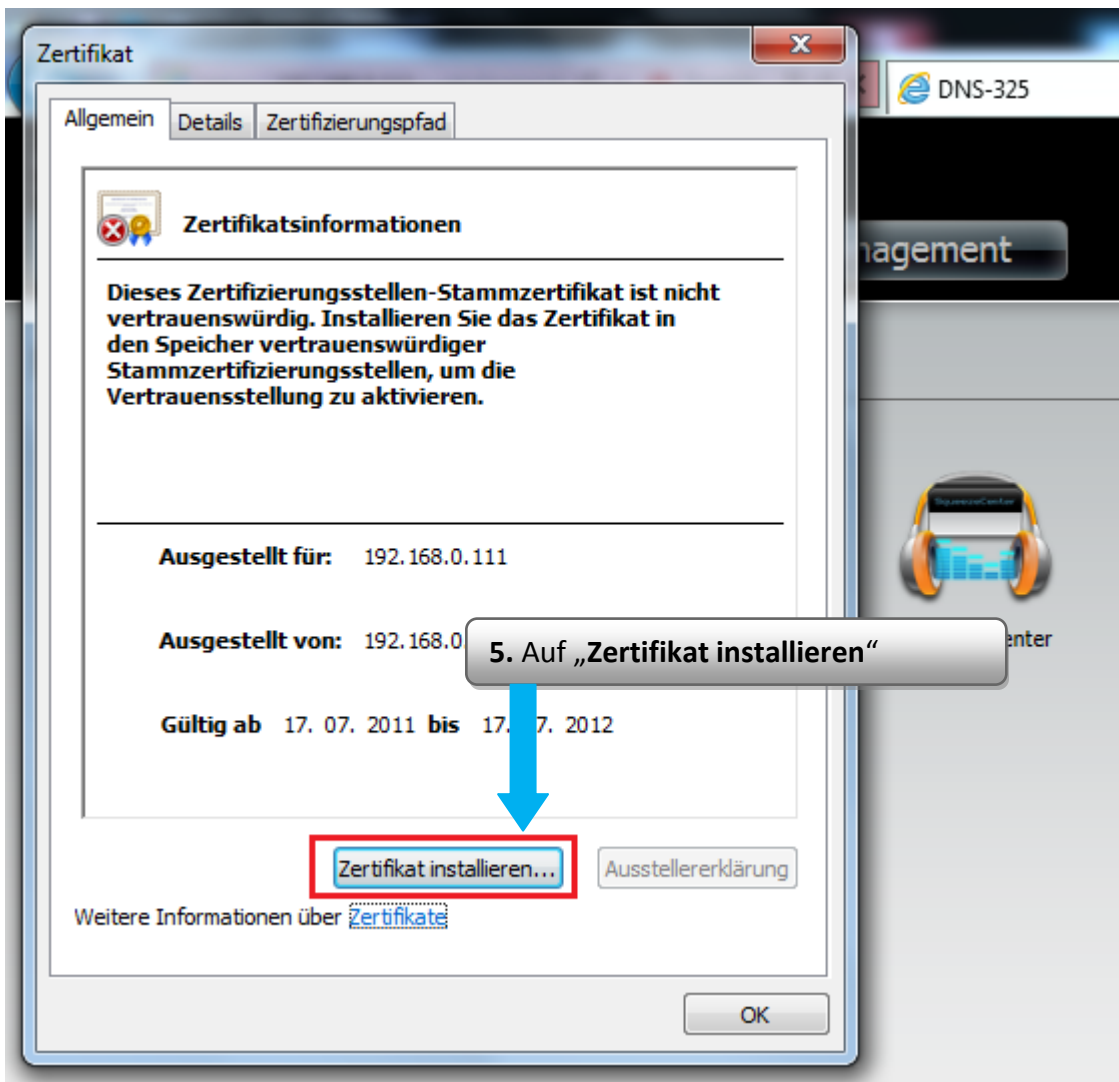 Zertifikat
DNS-325
Allgemein
Details
Zertifizierungspfad
Zertifikatsinformationen
Dieses Zertifizierungsstellen-Stammzertifikat ist nicht
vertrauenswürdig. Installieren Sie das Zertifikat in
den Speicher vertrauenswürdiger
Stammzertifizierungsstellen, um die
Vertrauensstellung zu aktivieren.
SqueezeCenter
Ausgestellt für: 192.168.0.111
Ausgestellt von: 192.168.0.
5. Auf „Zertifikat installieren“
Gültig ab 17. 07. 2011 bis 17. 7. 2012
Zertifikat installieren...
Ausstellererklärung
Weitere Informationen über Zertifikate
OK